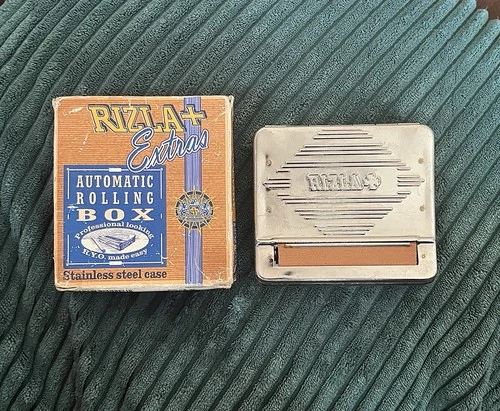 RIZLA+
Extras
AUTOMATIC
ROLLING
BOX
Professional looking
R.Y.O. made easy
Stainless steel case
RIZLA+